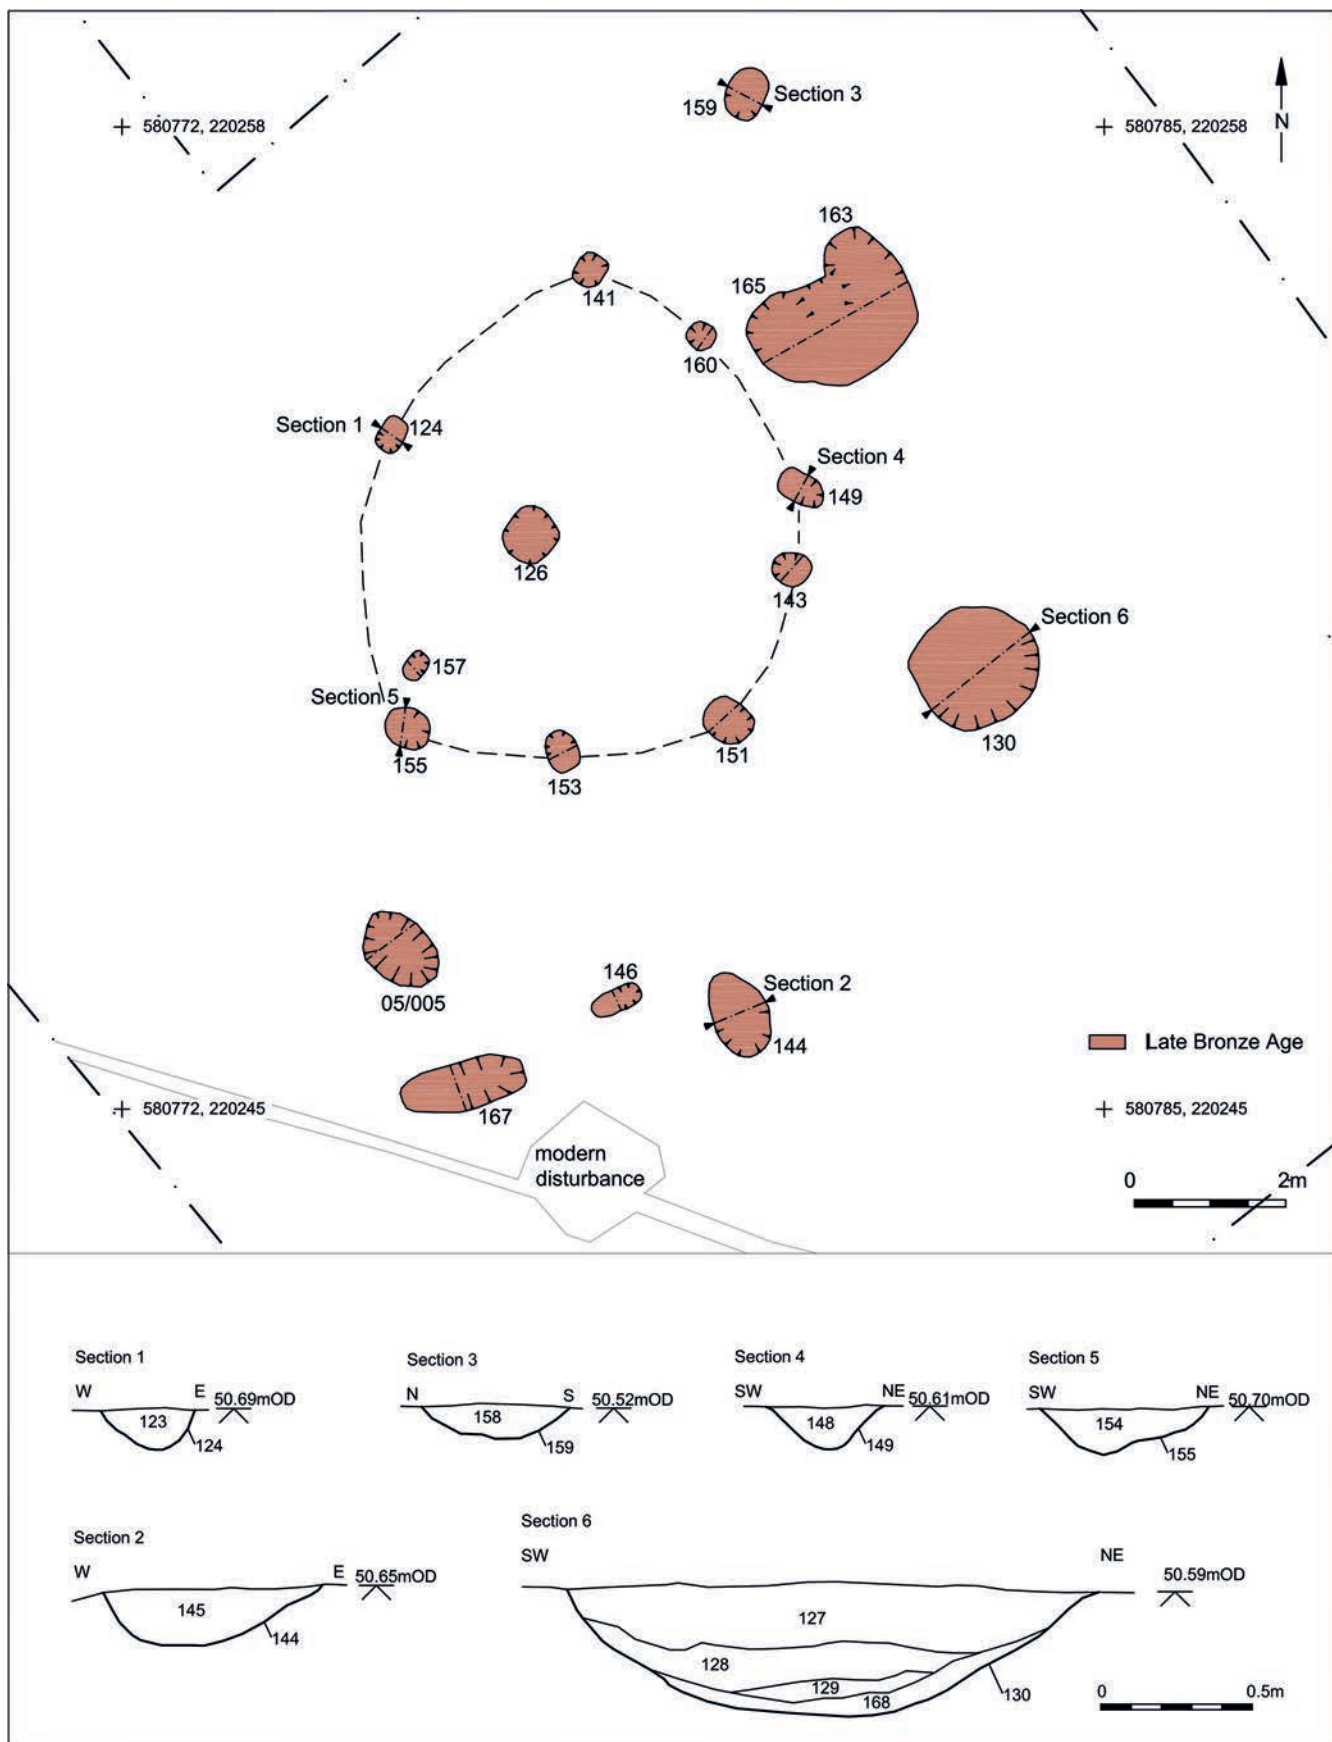 159
Section 3
580772, 220258
580785, 220258
N
163
165
141
160
Section 1
124
Section 4
149
126
143
157
Section 6
Section 5
130
155
151
153
05/005
146
Section 2
144
167
Late Bronze Age
580772, 220245
580785, 220245
modern
disturbance
0 2m
Section 1
W E 50.69mOD
123
124
Section 3
N S 50.52mOD
158
159
Section 4
SW NE 50.61mOD
148
149
Section 5
SW NE 50.70mOD
154
155
Section 2
W E 50.65mOD
145
144
Section 6
SW NE
50.59mOD
127
128
129
168
130
0 0.5m